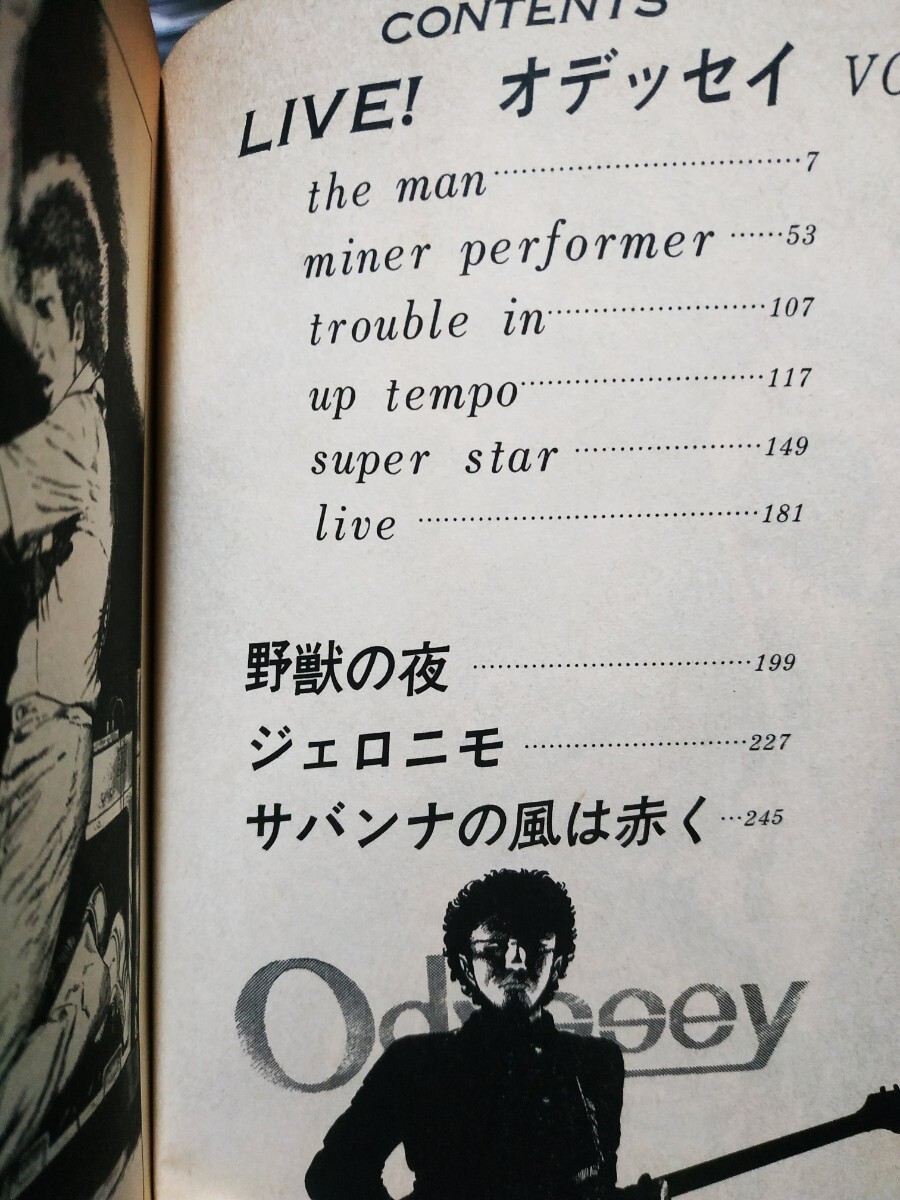 CONTENTS
LIVE! オデッセイ
the man……………………………7
miner performer ……53
trouble in……………………107
up tempo………………………117
super star …………………149
live ………………………………181
野獣の夜 …………………………199
ジェロニモ ……………………227
サバンナの風は赤く …245
Odyssey